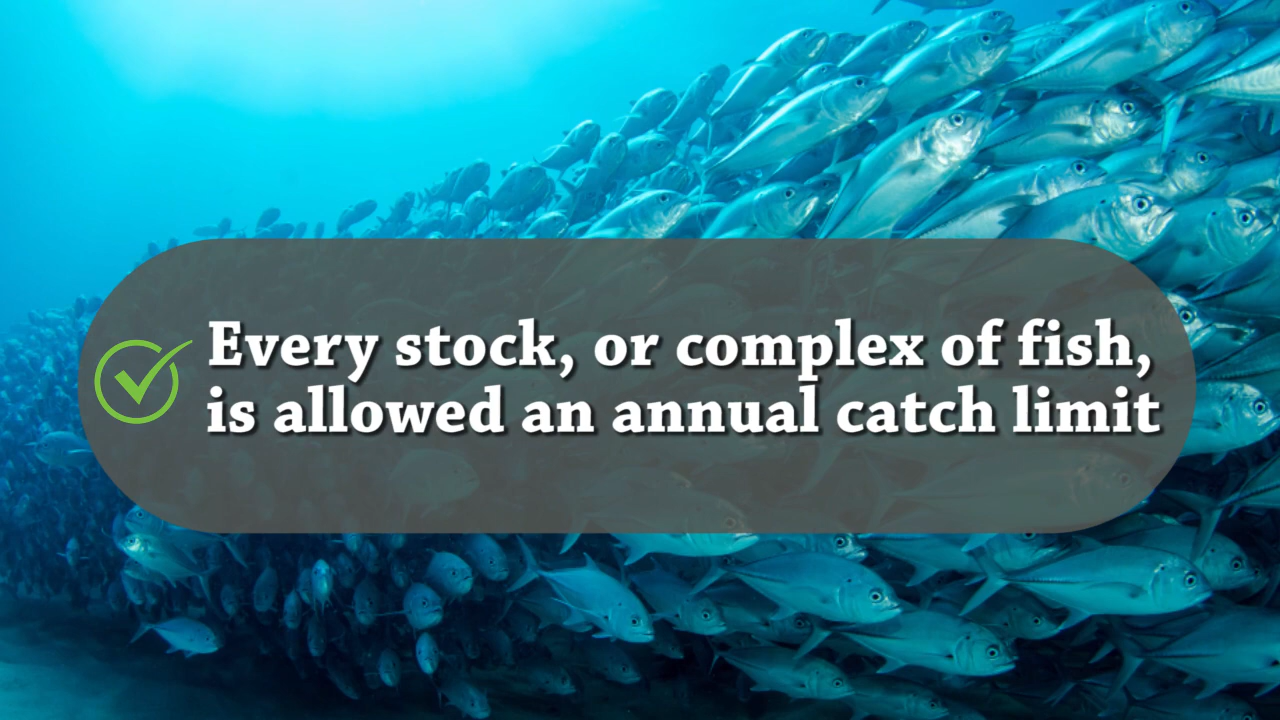 Every stock, or complex of fish,
is allowed an annual catch limit